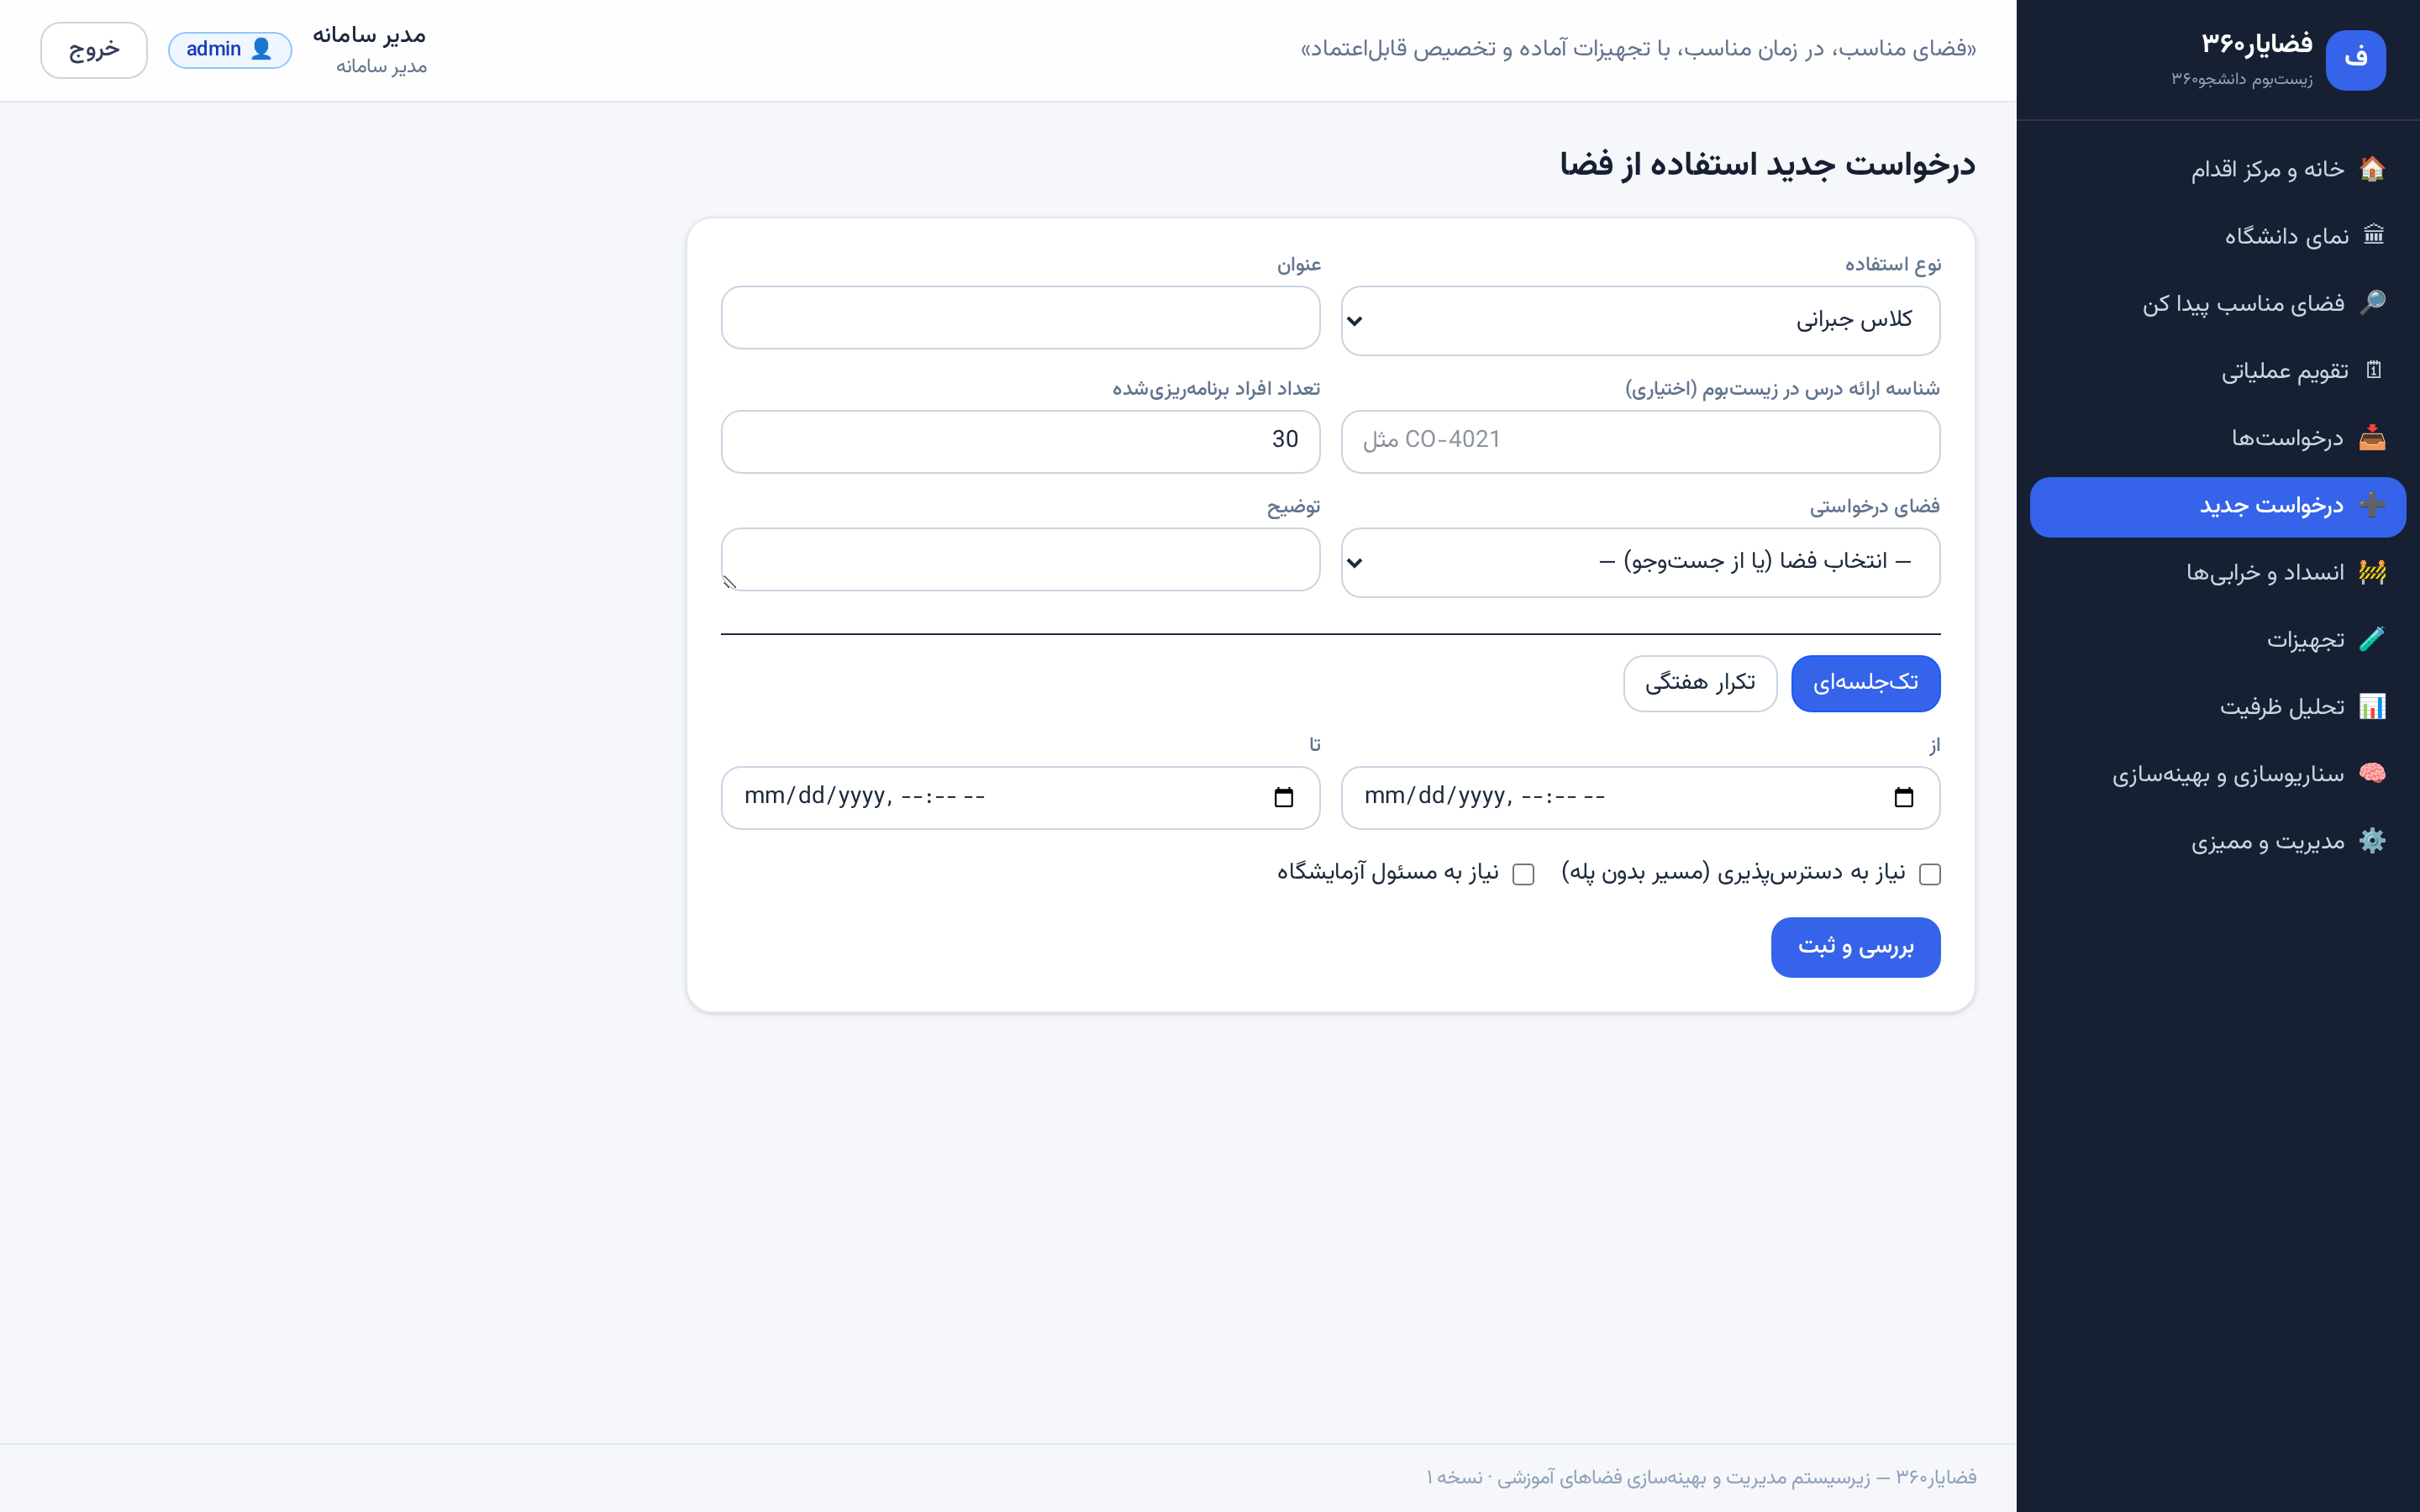 فضایار۳۶۰
زیست‌بوم دانشجو۳۶۰
ف
خانه و مرکز اقدام
نمای دانشگاه
فضای مناسب پیدا کن
تقویم عملیاتی
درخواست‌ها
درخواست جدید
انسداد و خرابی‌ها
تجهیزات
تحلیل ظرفیت
سناریوسازی و بهینه‌سازی
مدیریت و ممیزی
«فضای مناسب، در زمان مناسب، با تجهیزات آماده و تخصیص قابل‌اعتماد»
مدیر سامانه
مدیر سامانه
admin
خروج
درخواست جدید استفاده از فضا
نوع استفاده
کلاس جبرانی
عنوان
شناسه ارائه درس در زیست‌بوم (اختیاری)
مثل CO-4021
تعداد افراد برنامه‌ریزی‌شده
30
فضای درخواستی
— انتخاب فضا (یا از جست‌وجو) —
توضیح
تک‌جلسه‌ای
تکرار هفتگی
از
mm/dd/yyyy, --:-- --
تا
mm/dd/yyyy, --:-- --
نیاز به دسترس‌پذیری (مسیر بدون پله)
نیاز به مسئول آزمایشگاه
بررسی و ثبت
فضایار۳۶۰ — زیرسیستم مدیریت و بهینه‌سازی فضاهای آموزشی · نسخه ۱